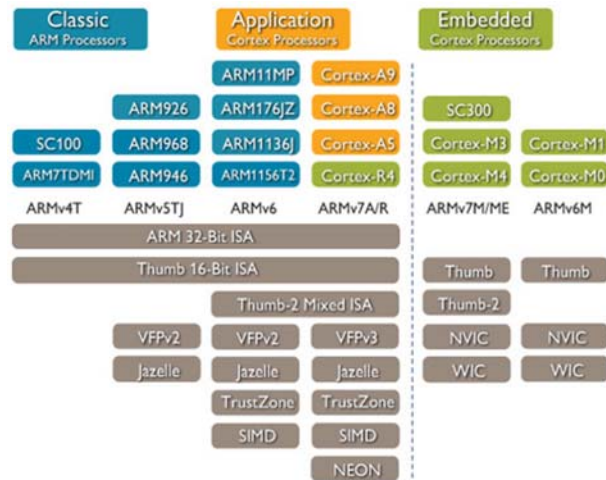 Classic Application Embedded
ARM Processors Cortex Processors Cortex Processors
ARM11MP Cortex-A9
ARM926 ARM176JZ Cortex-A8 SC300
SC100 ARM968 ARM1136J Cortex-A5 Cortex-M3 Cortex-M1
ARM7TDMI ARM946 ARM1156T2 Cortex-R4 Cortex-M4 Cortex-M0
ARMv4T ARMv5TJ ARMv6 ARMv7A/R ARMv7M/ME ARMv6M
ARM 32-Bit ISA
Thumb 16-Bit ISA Thumb Thumb
Thumb-2 Mixed ISA Thumb-2
VFPv2 VFPv2 VFPv3 NVIC NVIC
Jazelle Jazelle Jazelle WIC WIC
TrustZone TrustZone
SIMD SIMD
NEON